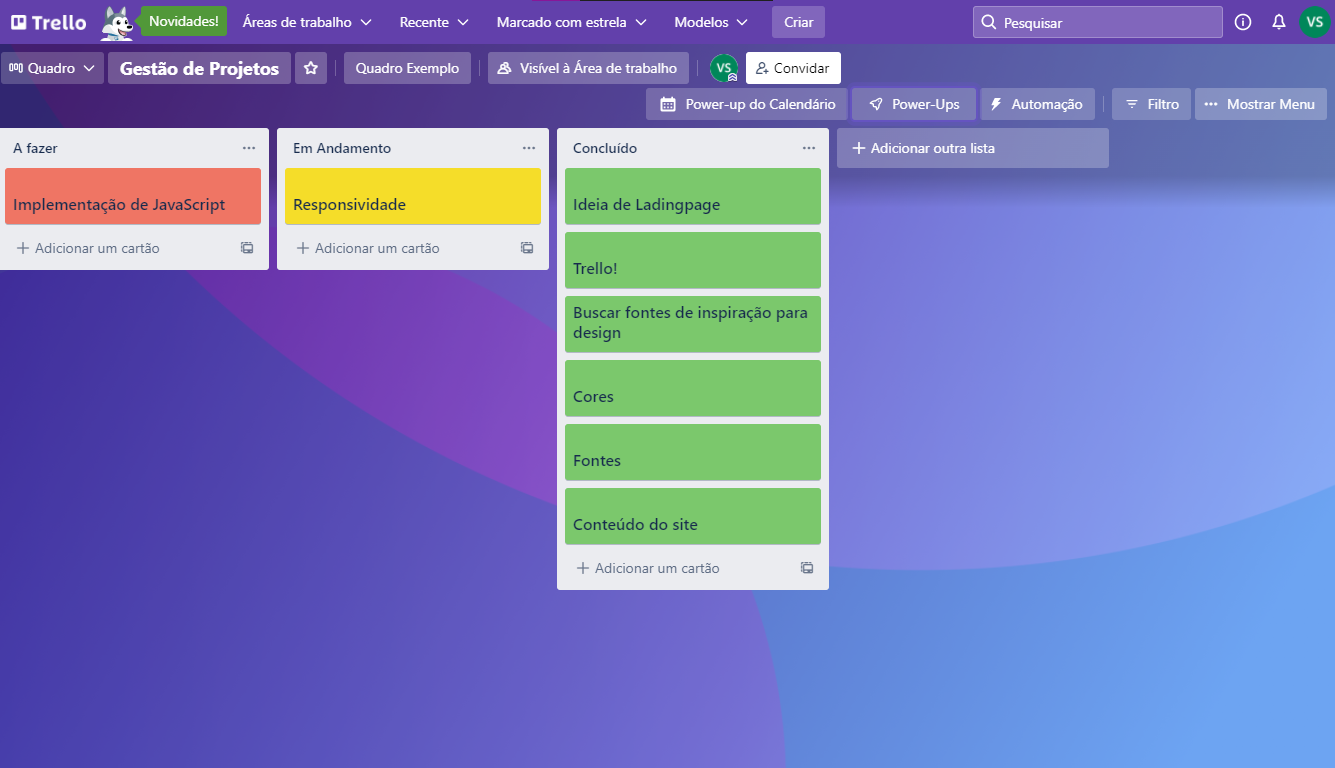 Trello
Novidades!
Áreas de trabalho
Recente
Marcado com estrela
Modelos
Criar
Pesquisar
VS
Quadro
Gestão de Projetos
Quadro Exemplo
Visível à Área de trabalho
VS
Convidar
Power-up do Calendário
Power-Ups
Automação
Filtro
Mostrar Menu
A fazer
Implementação de JavaScript
Adicionar um cartão
Em Andamento
Responsividade
Adicionar um cartão
Concluído
Ideia de Ladingpage
Trello!
Buscar fontes de inspiração para
design
Cores
Fontes
Conteúdo do site
Adicionar um cartão
Adicionar outra lista